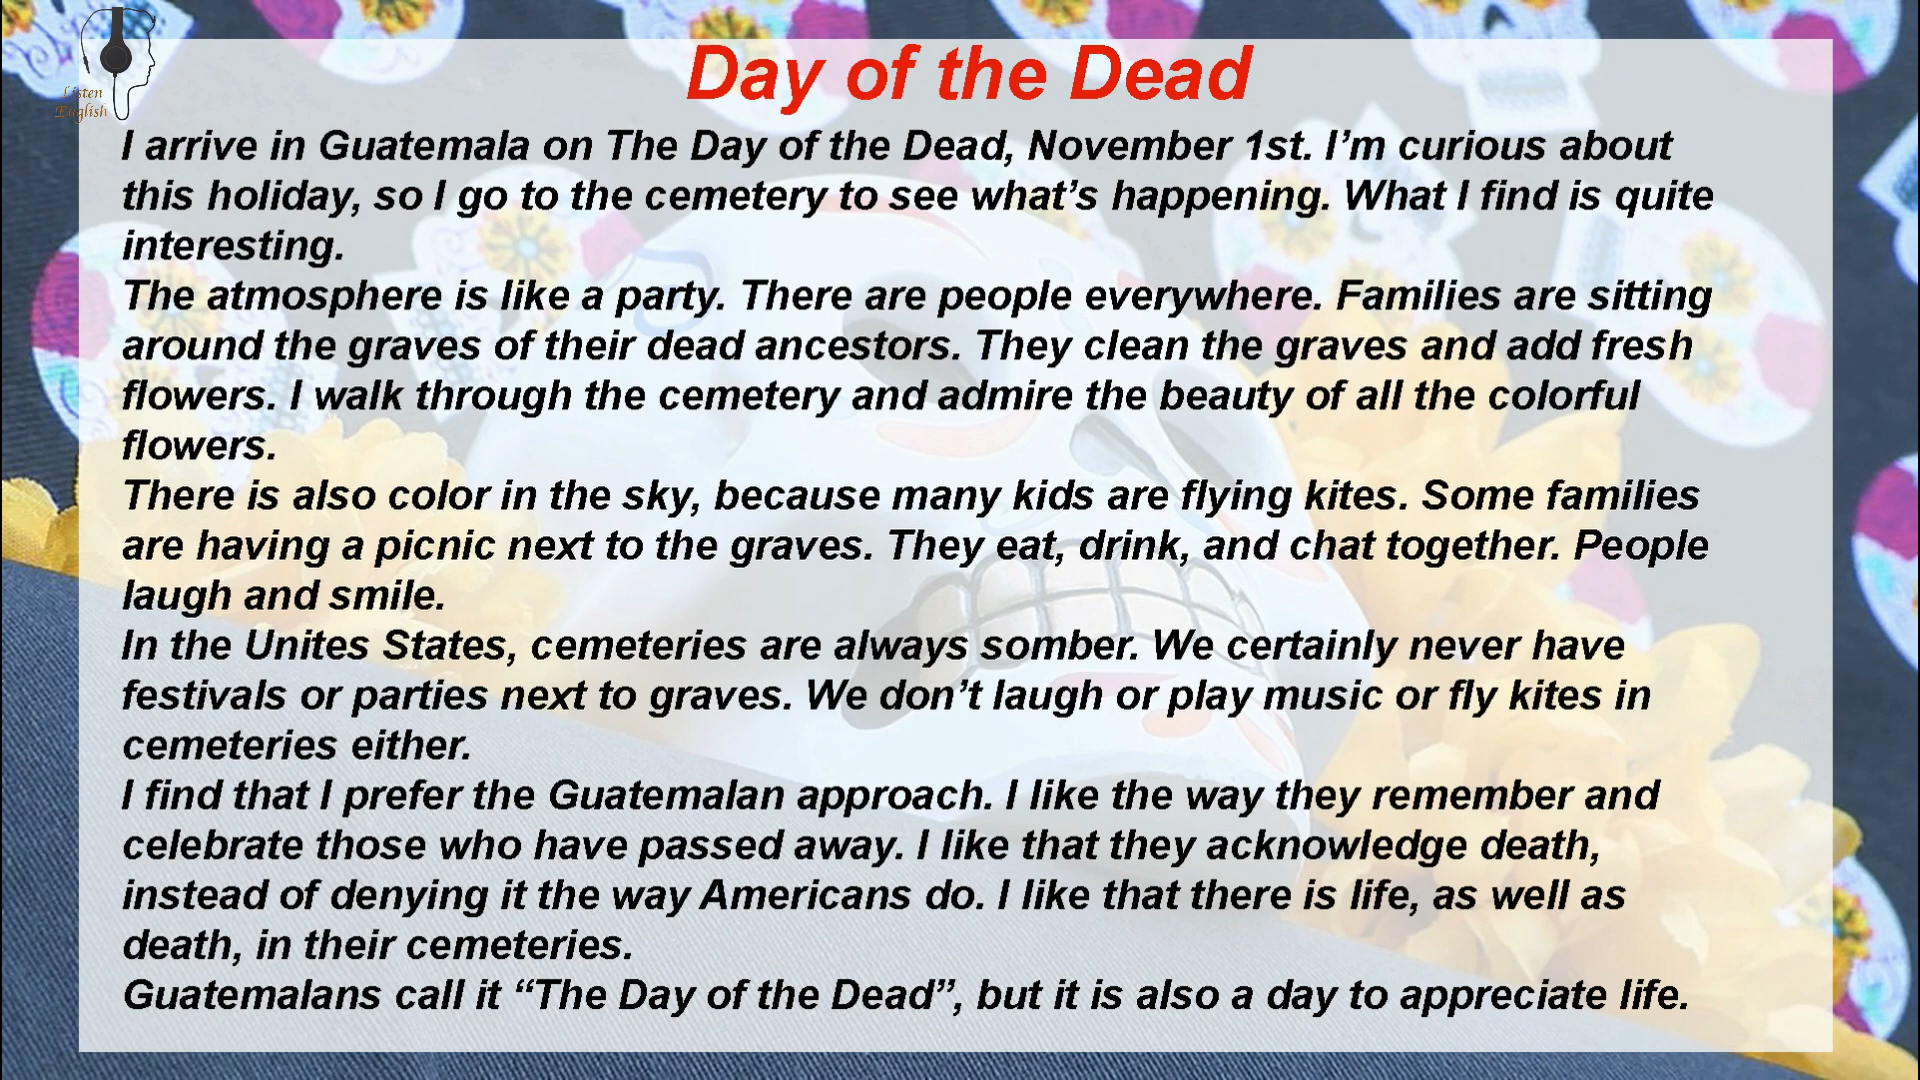 Listen
English
Day of the Dead
I arrive in Guatemala on The Day of the Dead, November 1st. I’m curious about
this holiday, so I go to the cemetery to see what’s happening. What I find is quite
interesting.
The atmosphere is like a party. There are people everywhere. Families are sitting
around the graves of their dead ancestors. They clean the graves and add fresh
flowers. I walk through the cemetery and admire the beauty of all the colorful
flowers.
There is also color in the sky, because many kids are flying kites. Some families
are having a picnic next to the graves. They eat, drink, and chat together. People
laugh and smile.
In the Unites States, cemeteries are always somber. We certainly never have
festivals or parties next to graves. We don’t laugh or play music or fly kites in
cemeteries either.
I find that I prefer the Guatemalan approach. I like the way they remember and
celebrate those who have passed away. I like that they acknowledge death,
instead of denying it the way Americans do. I like that there is life, as well as
death, in their cemeteries.
Guatemalans call it “The Day of the Dead”, but it is also a day to appreciate life.